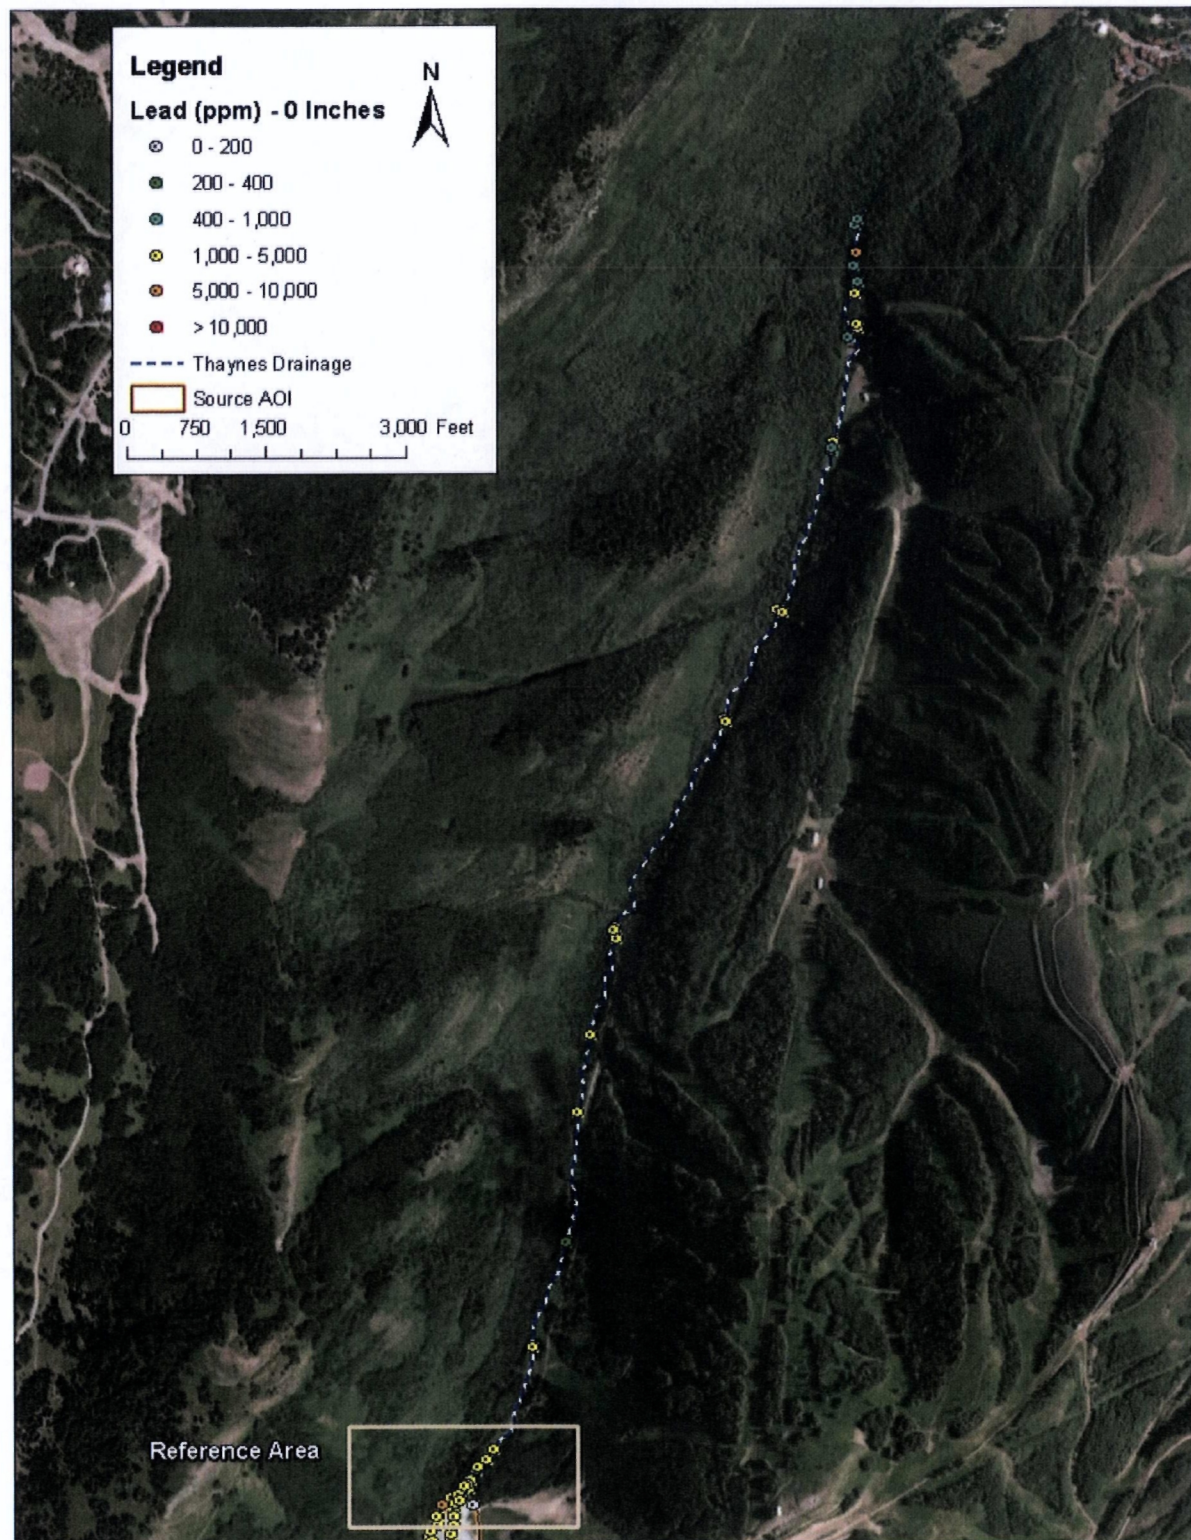 Legend
N
Lead (ppm) - 0 Inches
0 - 200
200 - 400
400 - 1,000
1,000 - 5,000
5,000 - 10,000
> 10,000
Thaynes Drainage
Source AOI
0 750 1,500 3,000 Feet
Reference Area